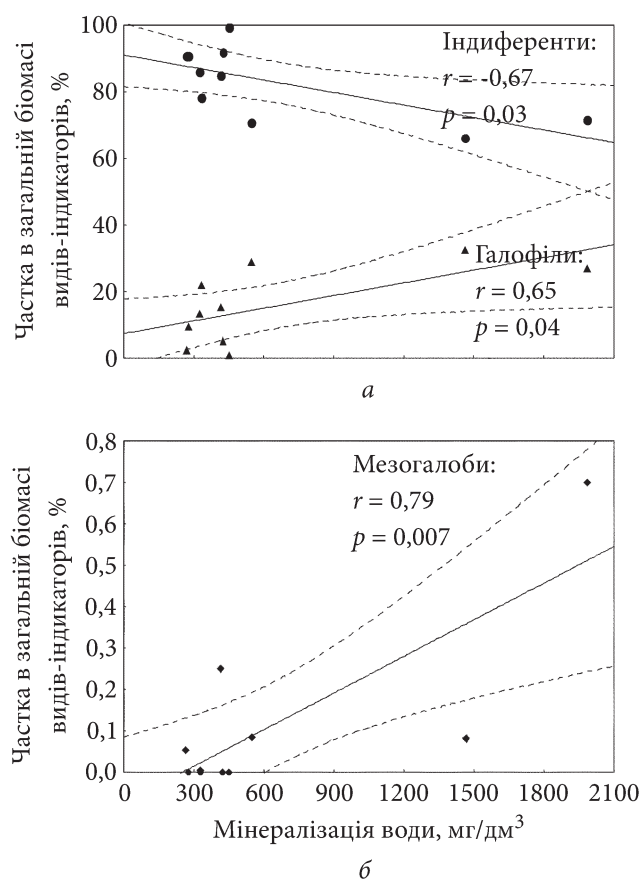 Частка в загальній біомасі
видів-індикаторів, %
100
80
60
40
20
0
Індиференти:
r = -0,67
p = 0,03
Галофіли:
r = 0,65
p = 0,04
а
Частка в загальній біомасі
видів-індикаторів, %
0,8
0,7
0,6
0,5
0,4
0,3
0,2
0,1
0,0
Мезогалоби:
r = 0,79
p = 0,007
0 300 600 900 1200 1500 1800 2100
Мінералізація води, мг/дм³
б